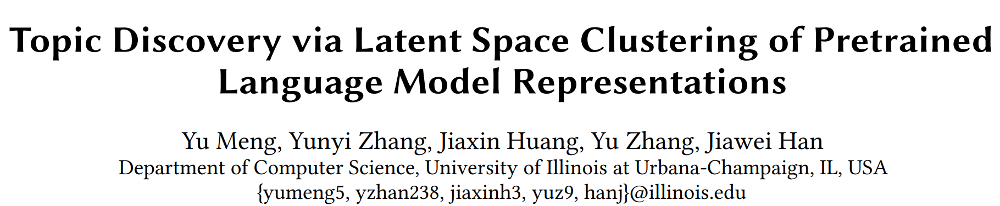 Topic Discovery via Latent Space Clustering of Pretrained
Language Model Representations
Yu Meng, Yunyi Zhang, Jiaxin Huang, Yu Zhang, Jiawei Han
Department of Computer Science, University of Illinois at Urbana-Champaign, IL, USA
{yumeng5, yzhan238, jiaxinh3, yuz9, hanj}@illinois.edu